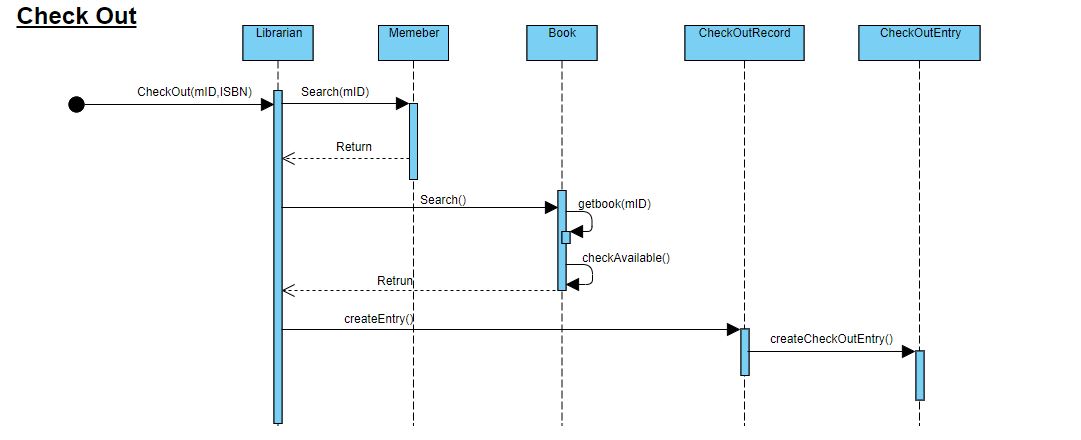 Check Out
Librarian
Memeber
Book
CheckOutRecord
CheckOutEntry
CheckOut(mID,ISBN)
Search(mID)
Return
Search()
getbook(mID)
checkAvailable()
Retrun
createEntry()
createCheckOutEntry()